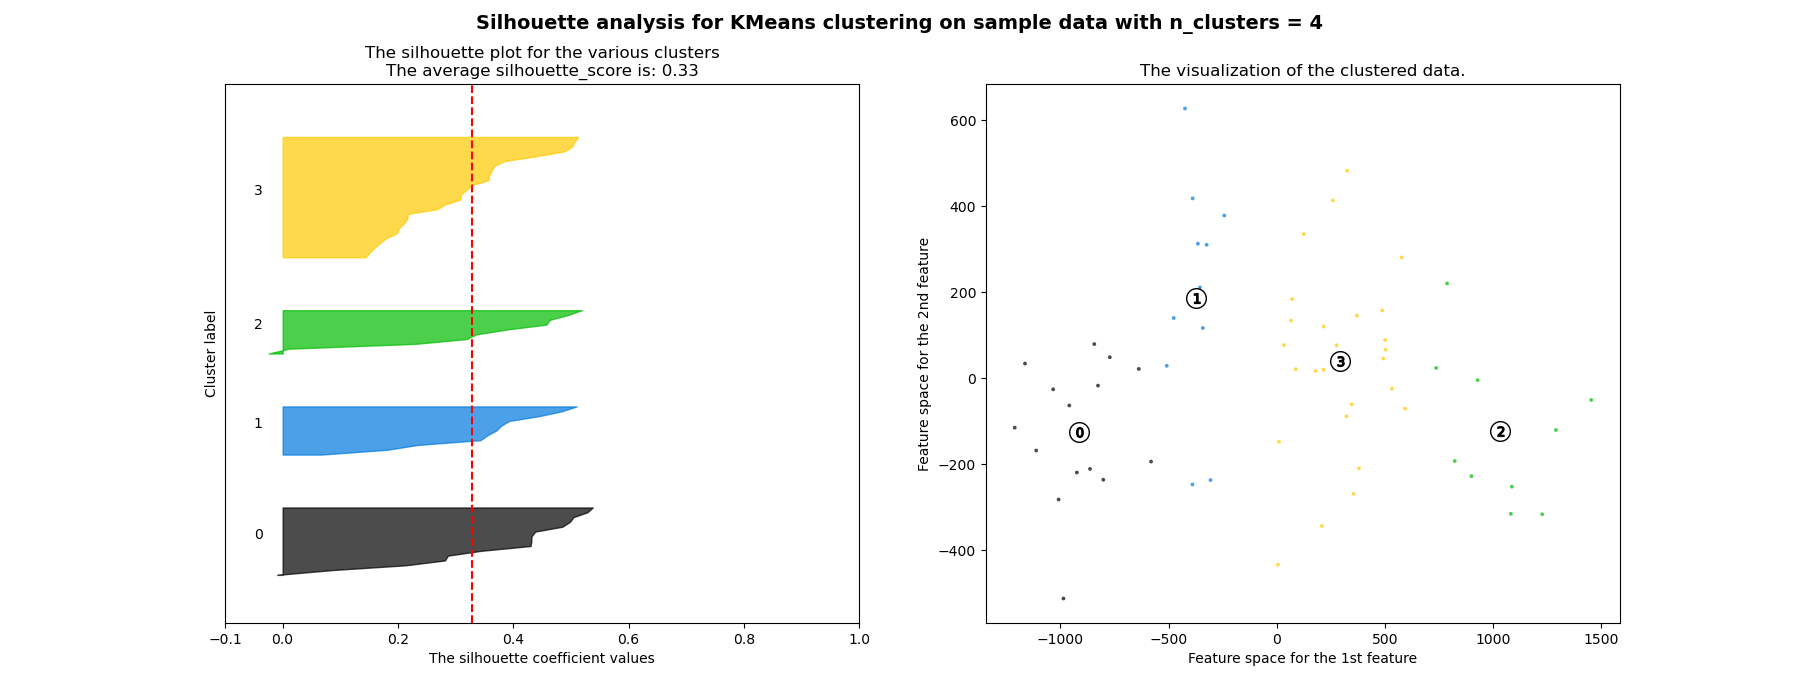 Silhouette analysis for KMeans clustering on sample data with n_clusters = 4
The silhouette plot for the various clusters
The average silhouette_score is: 0.33
3
2
1
0
Cluster label
−0.1 0.0 0.2 0.4 0.6 0.8 1.0
The silhouette coefficient values
The visualization of the clustered data.
600
400
200
0
−200
−400
Feature space for the 2nd feature
1
3
0
2
−1000 −500 0 500 1000 1500
Feature space for the 1st feature